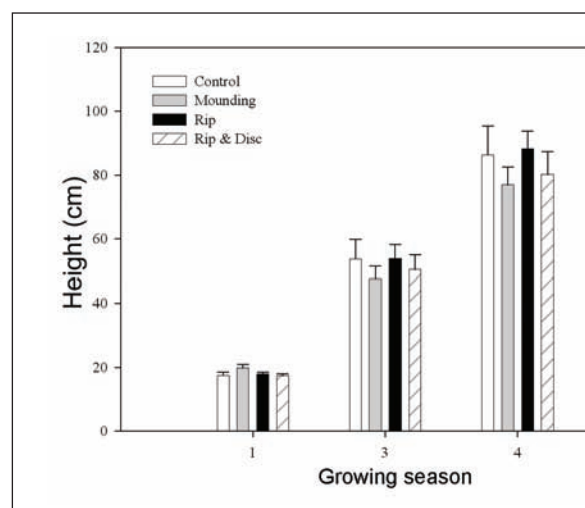 120
100
80
60
40
20
0
Height (cm)
Control
Mounding
Rip
Rip & Disc
1 3 4
Growing season